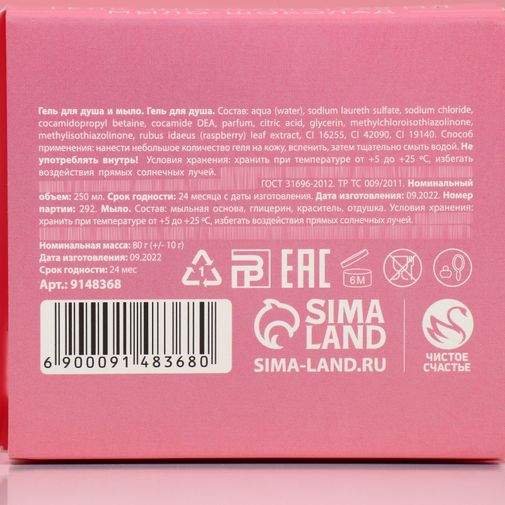 Гель для душа и мыло. Гель для душа. Состав: aqua (water), sodium laureth sulfate, sodium chloride,
cocamidopropyl betaine, cocamide DEA, parfum, citric acid, glycerin, methylchloroisothiazolinone,
methylisothiazolinone, rubus idaeus (raspberry) leaf extract, CI 16255, CI 42090, CI 19140. Способ
применения: нанести небольшое количество геля на кожу, вспенить, затем тщательно смыть водой. Не
употреблять внутрь! Условия хранения: хранить при температуре от +5 до +25 ºС, избегать
воздействия прямых солнечных лучей.
ГОСТ 31696-2012. ТР ТС 009/2011. Номинальный
объем: 250 мл. Срок годности: 24 месяца с даты изготовления. Дата изготовления: 09.2022. Номер
партии: 292. Мыло. Состав: мыльная основа, глицерин, краситель, отдушка. Условия хранения:
хранить при температуре от +5 до +25 ºС, избегать воздействия прямых солнечных лучей.
Номинальная масса: 80 г (+/- 10 г)
Дата изготовления: 09.2022
Срок годности: 24 мес
Арт.: 9148368
1
EAC
6M
6 900091 483680
SIMA
LAND
SIMA-LAND.RU
ЧИСТОЕ
СЧАСТЬЕ